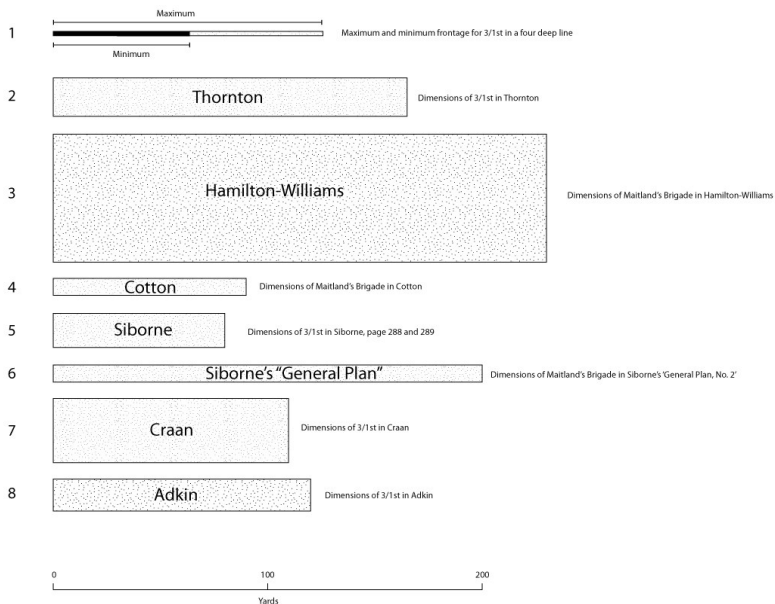 Maximum
1
Maximum and minimum frontage for 3/1st in a four deep line
Minimum
2
Thornton
Dimensions of 3/1st in Thornton
3
Hamilton-Williams
Dimensions of Maitland's Brigade in Hamilton-Williams
4
Cotton
Dimensions of Maitland's Brigade in Cotton
5
Siborne
Dimensions of 3/1st in Siborne, page 288 and 289
6
Siborne's “General Plan”
Dimensions of Maitland's Brigade in Siborne's ‘General Plan, No. 2’
7
Craan
Dimensions of 3/1st in Craan
8
Adkin
Dimensions of 3/1st in Adkin
0 100 200
Yards